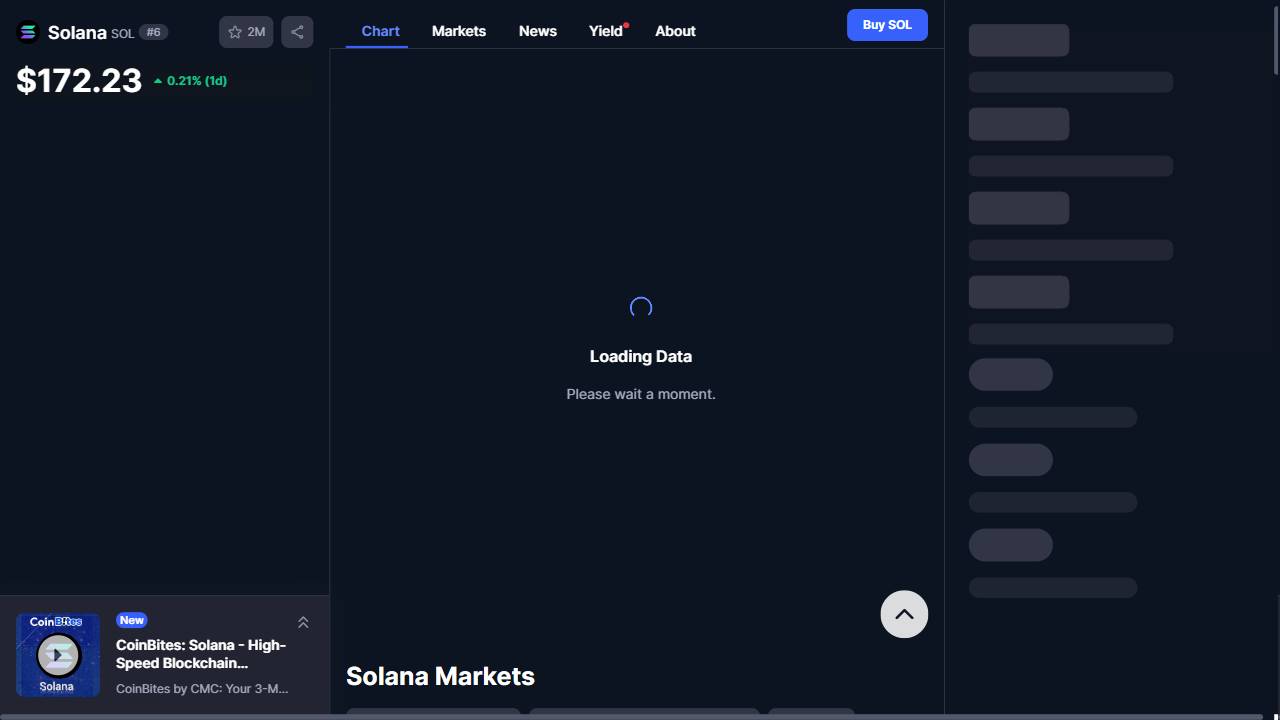 Solana SOL #6 2M
$172.23 0.21% (1d)
Chart Markets News Yield About Buy SOL
Loading Data
Please wait a moment.
CoinBites
Solana
New
CoinBites: Solana - High-
Speed Blockchain...
CoinBites by CMC: Your 3-M...
Solana Markets